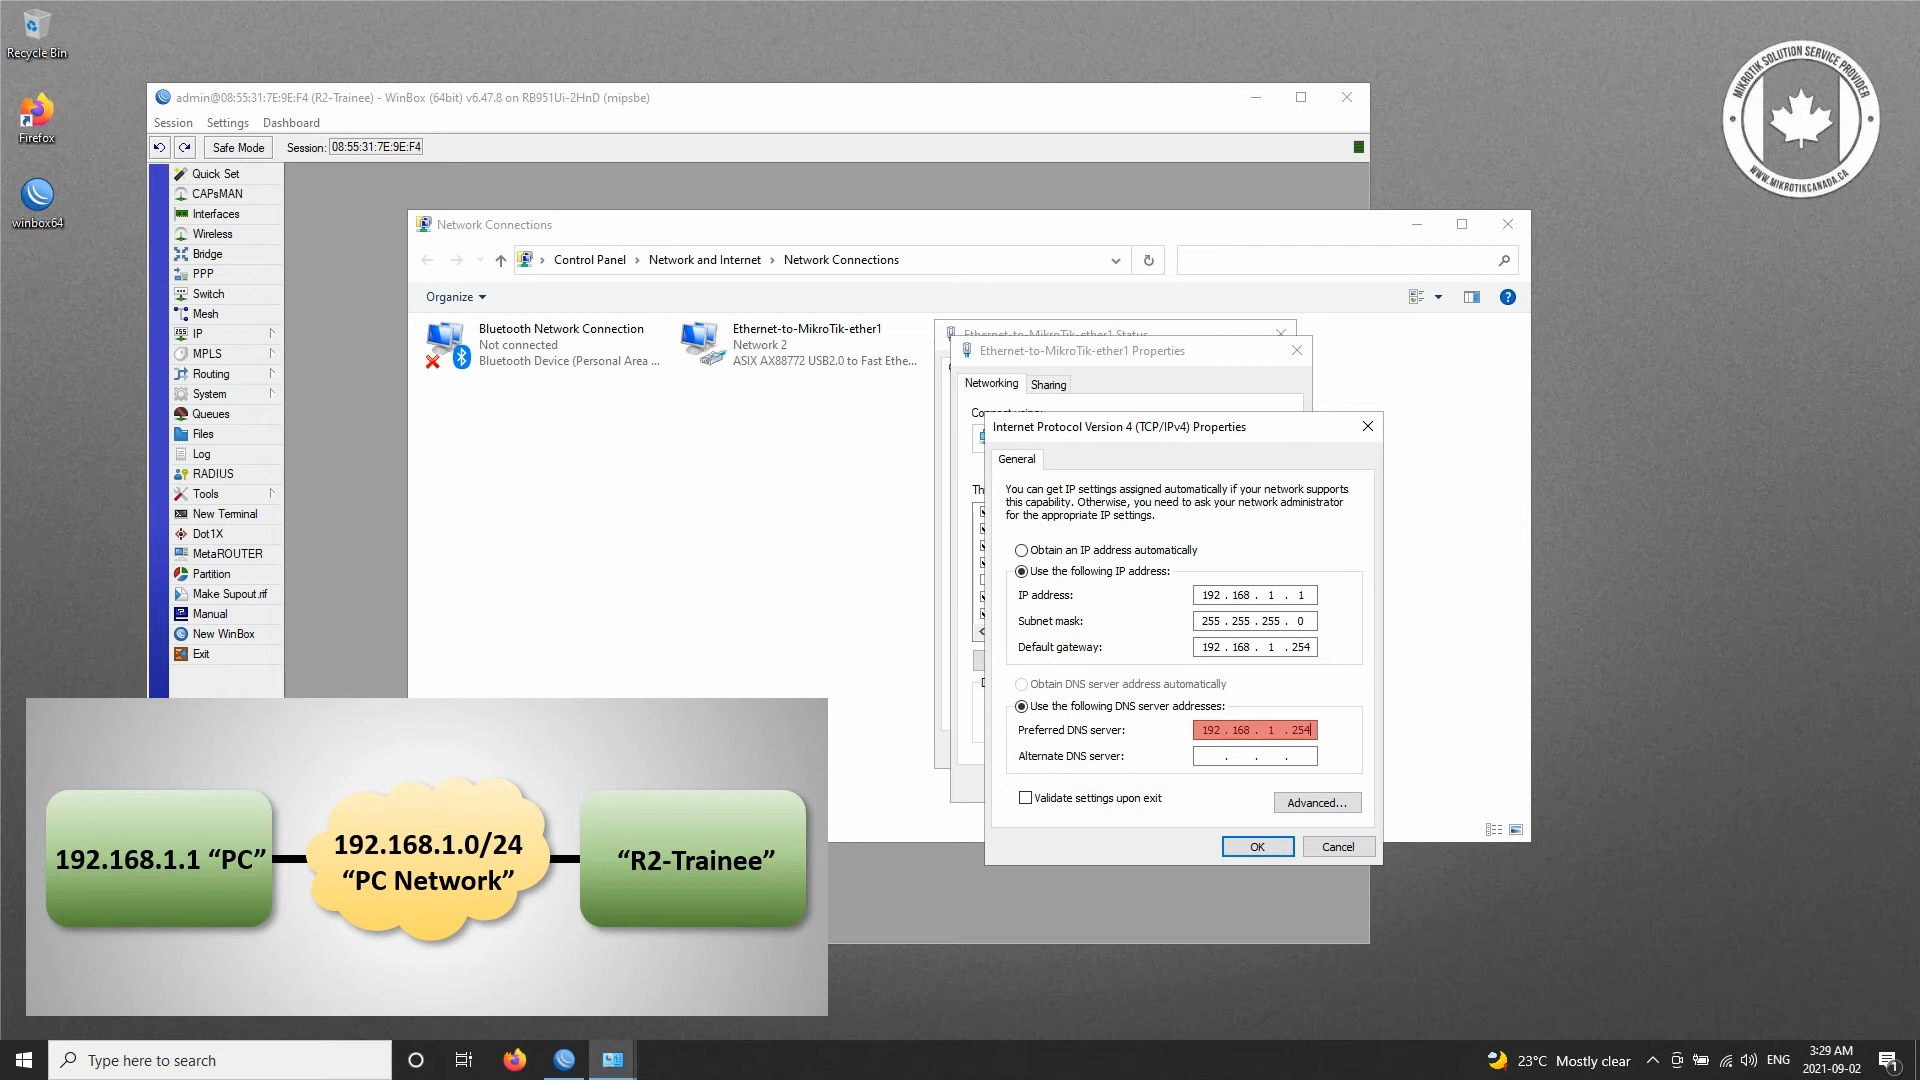 Recycle Bin
Firefox
winbox64
MIKROTIK SOLUTION SERVICE PROVIDER
WWW.MIKROTIKCANADA.CA
admin@08:55:31:7E:9E:F4 (R2-Trainee) - WinBox (64bit) v6.47.8 on RB951Ui-2HnD (mipsbe)
Session Settings Dashboard
Safe Mode Session: 08:55:31:7E:9E:F4
Quick Set
CAPsMAN
Interfaces
Wireless
Bridge
PPP
Switch
Mesh
IP
MPLS
Routing
System
Queues
Files
Log
RADIUS
Tools
New Terminal
Dot1X
MetaROUTER
Partition
Make Supout.rif
Manual
New WinBox
Exit
Network Connections
Control Panel > Network and Internet > Network Connections
Organize
Bluetooth Network Connection
Not connected
Bluetooth Device (Personal Area ...
Ethernet-to-MikroTik-ether1
Network 2
ASIX AX88772 USB2.0 to Fast Ethe...
Ethernet-to-MikroTik-ether1 Status
Ethernet-to-MikroTik-ether1 Properties
Networking Sharing
Internet Protocol Version 4 (TCP/IPv4) Properties
General
You can get IP settings assigned automatically if your network supports
this capability. Otherwise, you need to ask your network administrator
for the appropriate IP settings.
Obtain an IP address automatically
Use the following IP address:
IP address: 192 . 168 . 1 . 1
Subnet mask: 255 . 255 . 255 . 0
Default gateway: 192 . 168 . 1 . 254
Obtain DNS server address automatically
Use the following DNS server addresses:
Preferred DNS server: 192 . 168 . 1 . 254
Alternate DNS server: . . .
Validate settings upon exit
Advanced...
OK Cancel
192.168.1.1 “PC”
192.168.1.0/24
“PC Network”
“R2-Trainee”
Type here to search
23°C Mostly clear
ENG
3:29 AM
2021-09-02
1